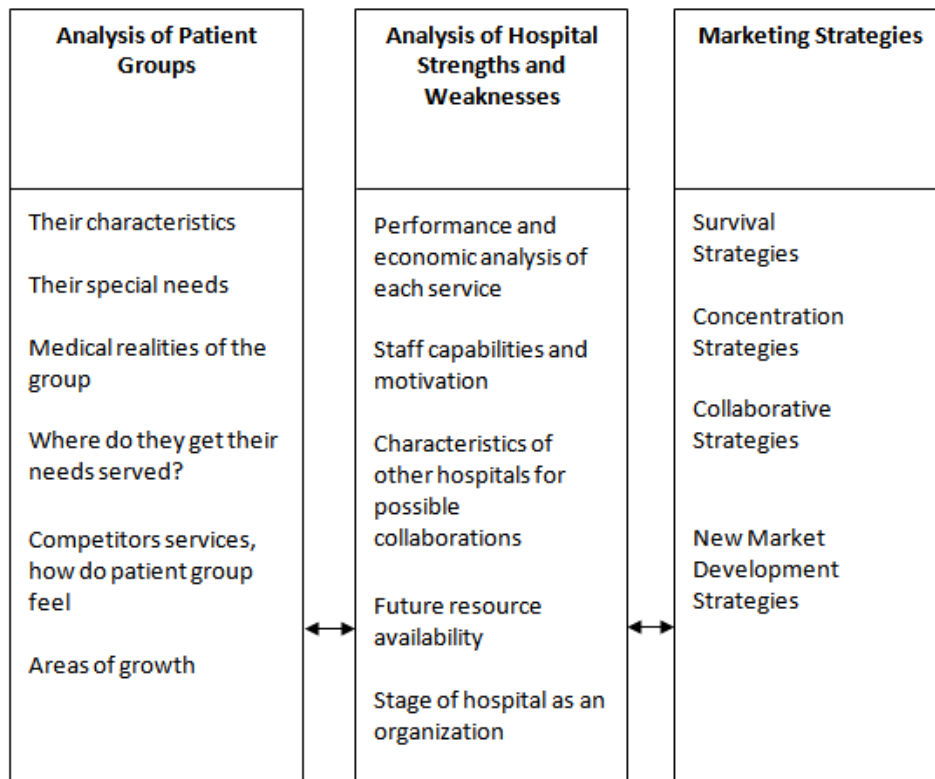 Analysis of Patient
Groups
Their characteristics
Their special needs
Medical realities of the
group
Where do they get their
needs served?
Competitors services,
how do patient group
feel
Areas of growth
Analysis of Hospital
Strengths and
Weaknesses
Performance and
economic analysis of
each service
Staff capabilities and
motivation
Characteristics of
other hospitals for
possible
collaborations
Future resource
availability
Stage of hospital as an
organization
Marketing Strategies
Survival
Strategies
Concentration
Strategies
Collaborative
Strategies
New Market
Development
Strategies